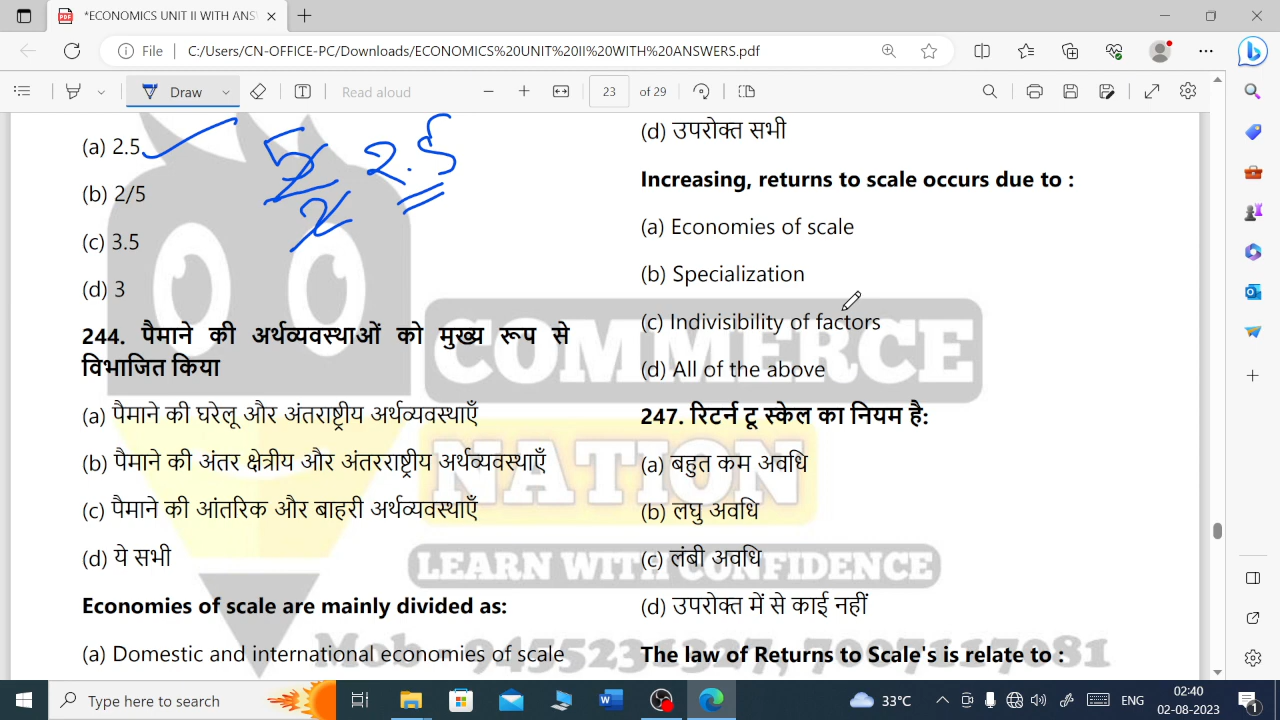 *ECONOMICS UNIT II WITH ANS
File
C:/Users/CN-OFFICE-PC/Downloads/ECONOMICS%20UNIT%20II%20WITH%20ANSWERS.pdf
Draw
Read aloud
23
of 29
(a) 2.5
(b) 2/5
(c) 3.5
(d) 3
5/2 2.5
244. पैमाने की अर्थव्यवस्थाओं को मुख्य रूप से
विभाजित किया
(a) पैमाने की घरेलू और अंतराष्ट्रीय अर्थव्यवस्थाएँ
(b) पैमाने की अंतर क्षेत्रीय और अंतरराष्ट्रीय अर्थव्यवस्थाएँ
(c) पैमाने की आंतरिक और बाहरी अर्थव्यवस्थाएँ
(d) ये सभी
Economies of scale are mainly divided as:
(a) Domestic and international economies of scale
(d) उपरोक्त सभी
Increasing, returns to scale occurs due to :
(a) Economies of scale
(b) Specialization
(c) Indivisibility of factors
(d) All of the above
247. रिटर्न टू स्केल का नियम है:
(a) बहुत कम अवधि
(b) लघु अवधि
(c) लंबी अवधि
(d) उपरोक्त में से काई नहीं
The law of Returns to Scale's is relate to :
COMMERCE
NATION
LEARN WITH CONFIDENCE
Type here to search
33°C
ENG
02:40
02-08-2023
1